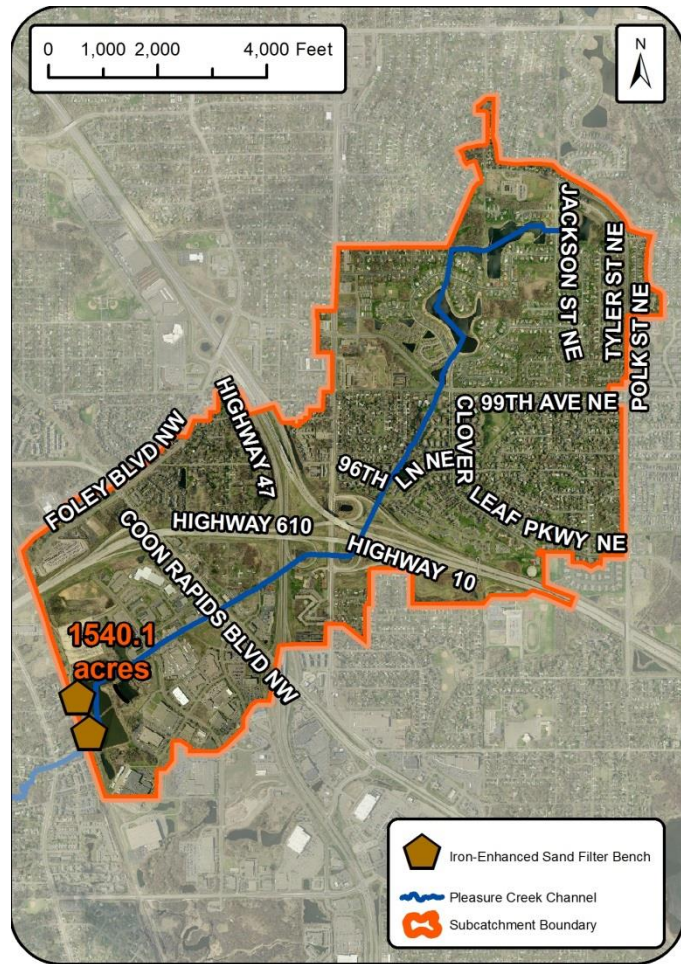 0 1,000 2,000 4,000 Feet
N
JACKSON ST NE
TYLER ST NE
POLK ST NE
99TH AVE NE
CLOVER LEAF PKWY NE
96TH LN NE
HIGHWAY 47
FOLEY BLVD NW
HIGHWAY 610
HIGHWAY 10
COON RAPIDS BLVD NW
1540.1
acres
Iron-Enhanced Sand Filter Bench
Pleasure Creek Channel
Subcatchment Boundary